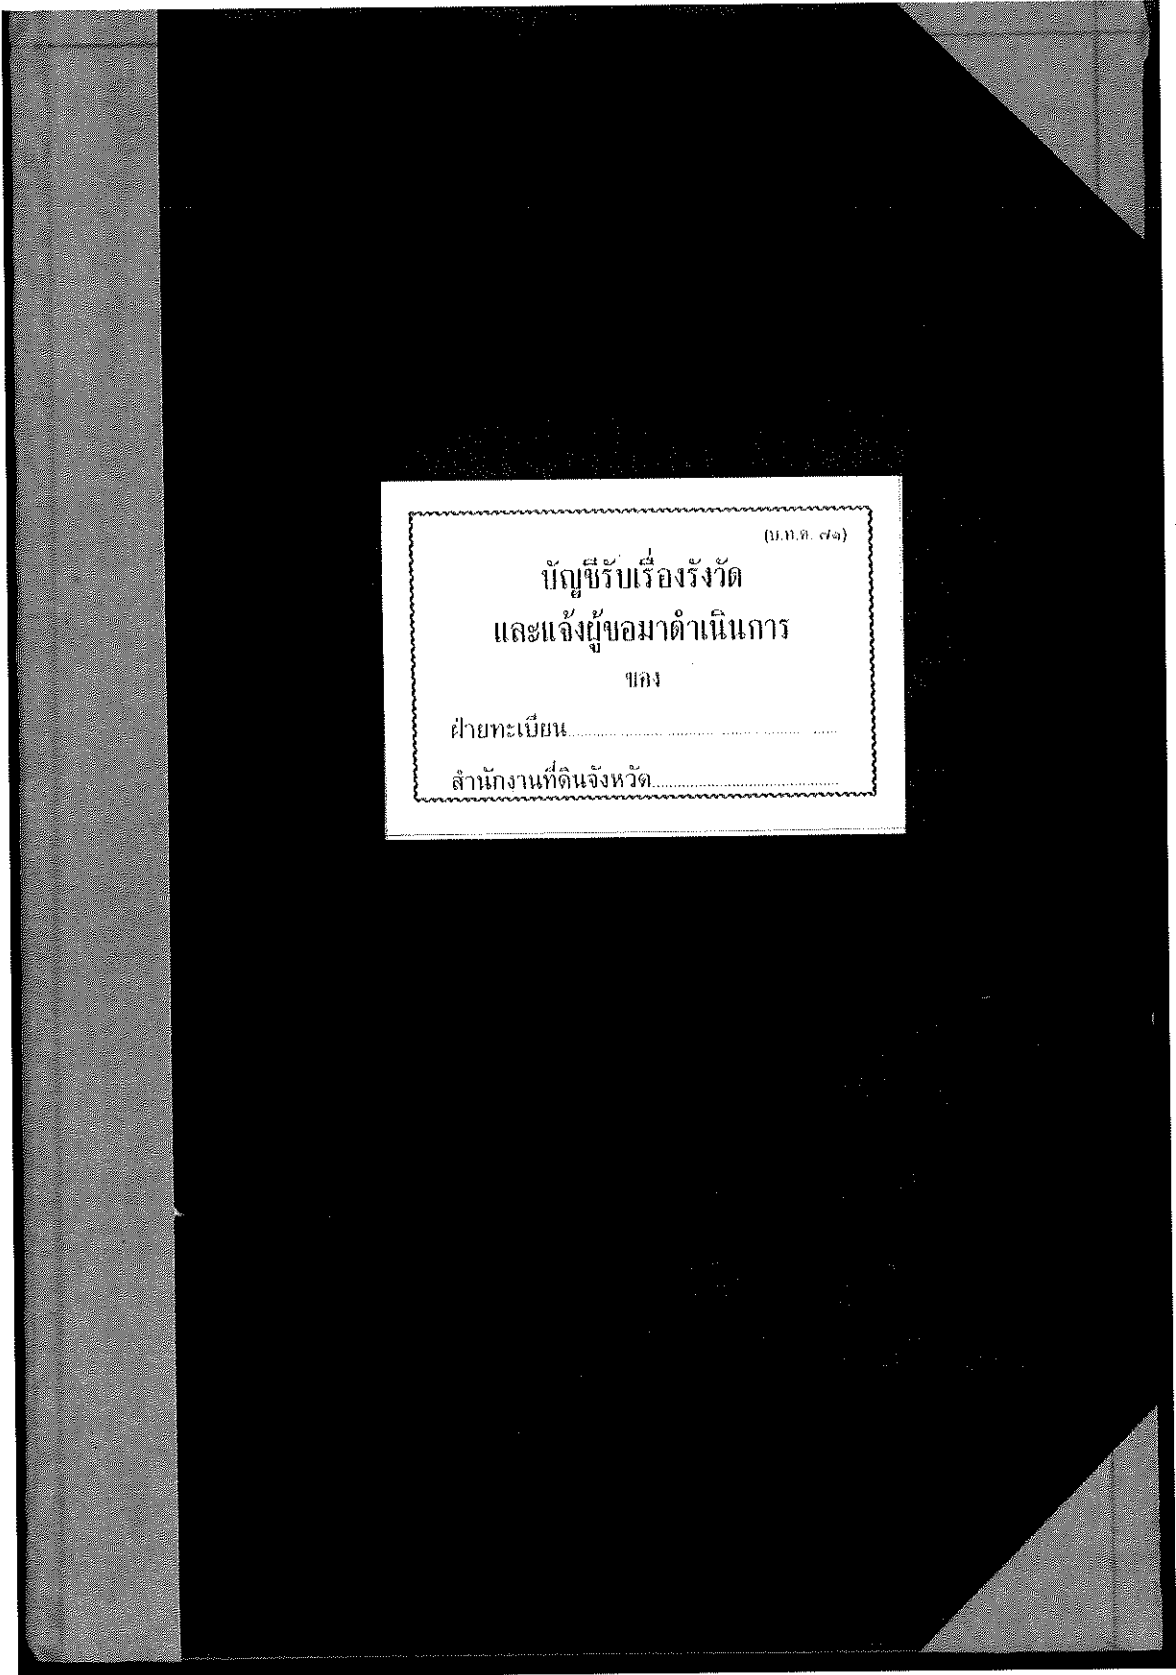 (บ.ท.ด. ๗๑)
บัญชีรับเรื่องรังวัด
และแจ้งผู้ขอมาดำเนินการ
ของ
ฝ่ายทะเบียน
สำนักงานที่ดินจังหวัด